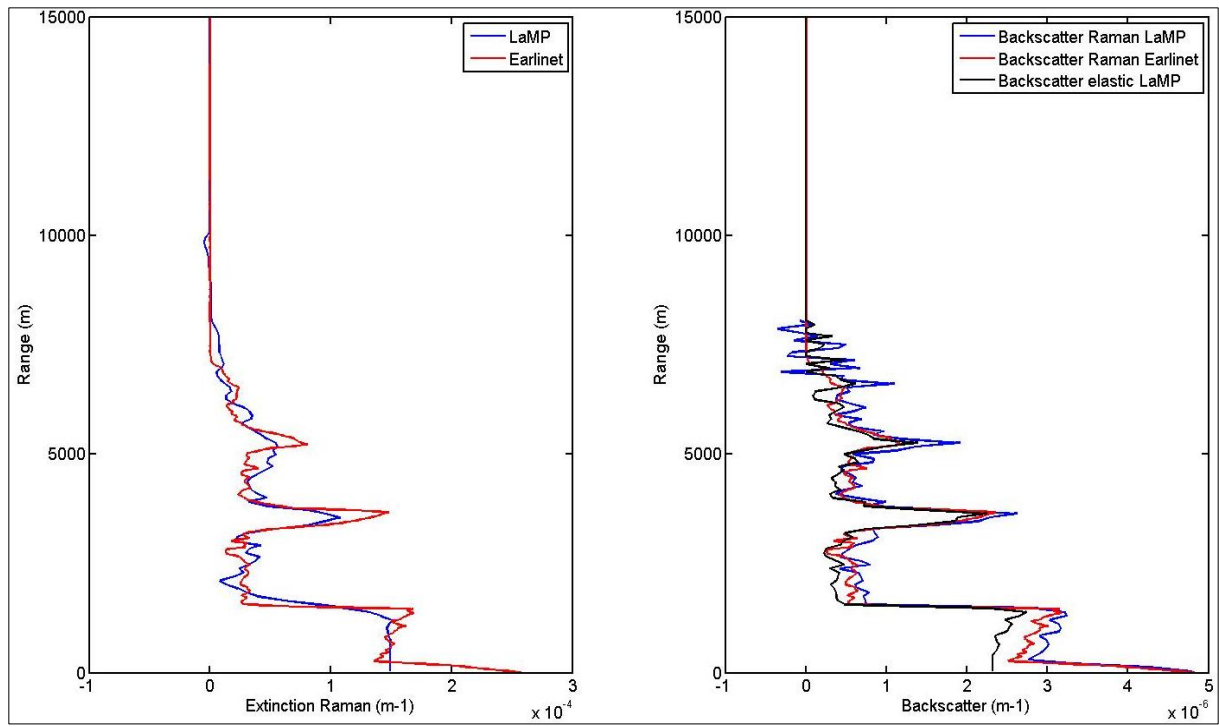 15000
10000
5000
0
Range (m)
-1
0
1
2
3
Extinction Raman (m-1)
x 10-4
LaMP
Earlinet
15000
10000
5000
0
Range (m)
-1
0
1
2
3
4
5
Backscatter (m-1)
x 10-6
Backscatter Raman LaMP
Backscatter Raman Earlinet
Backscatter elastic LaMP